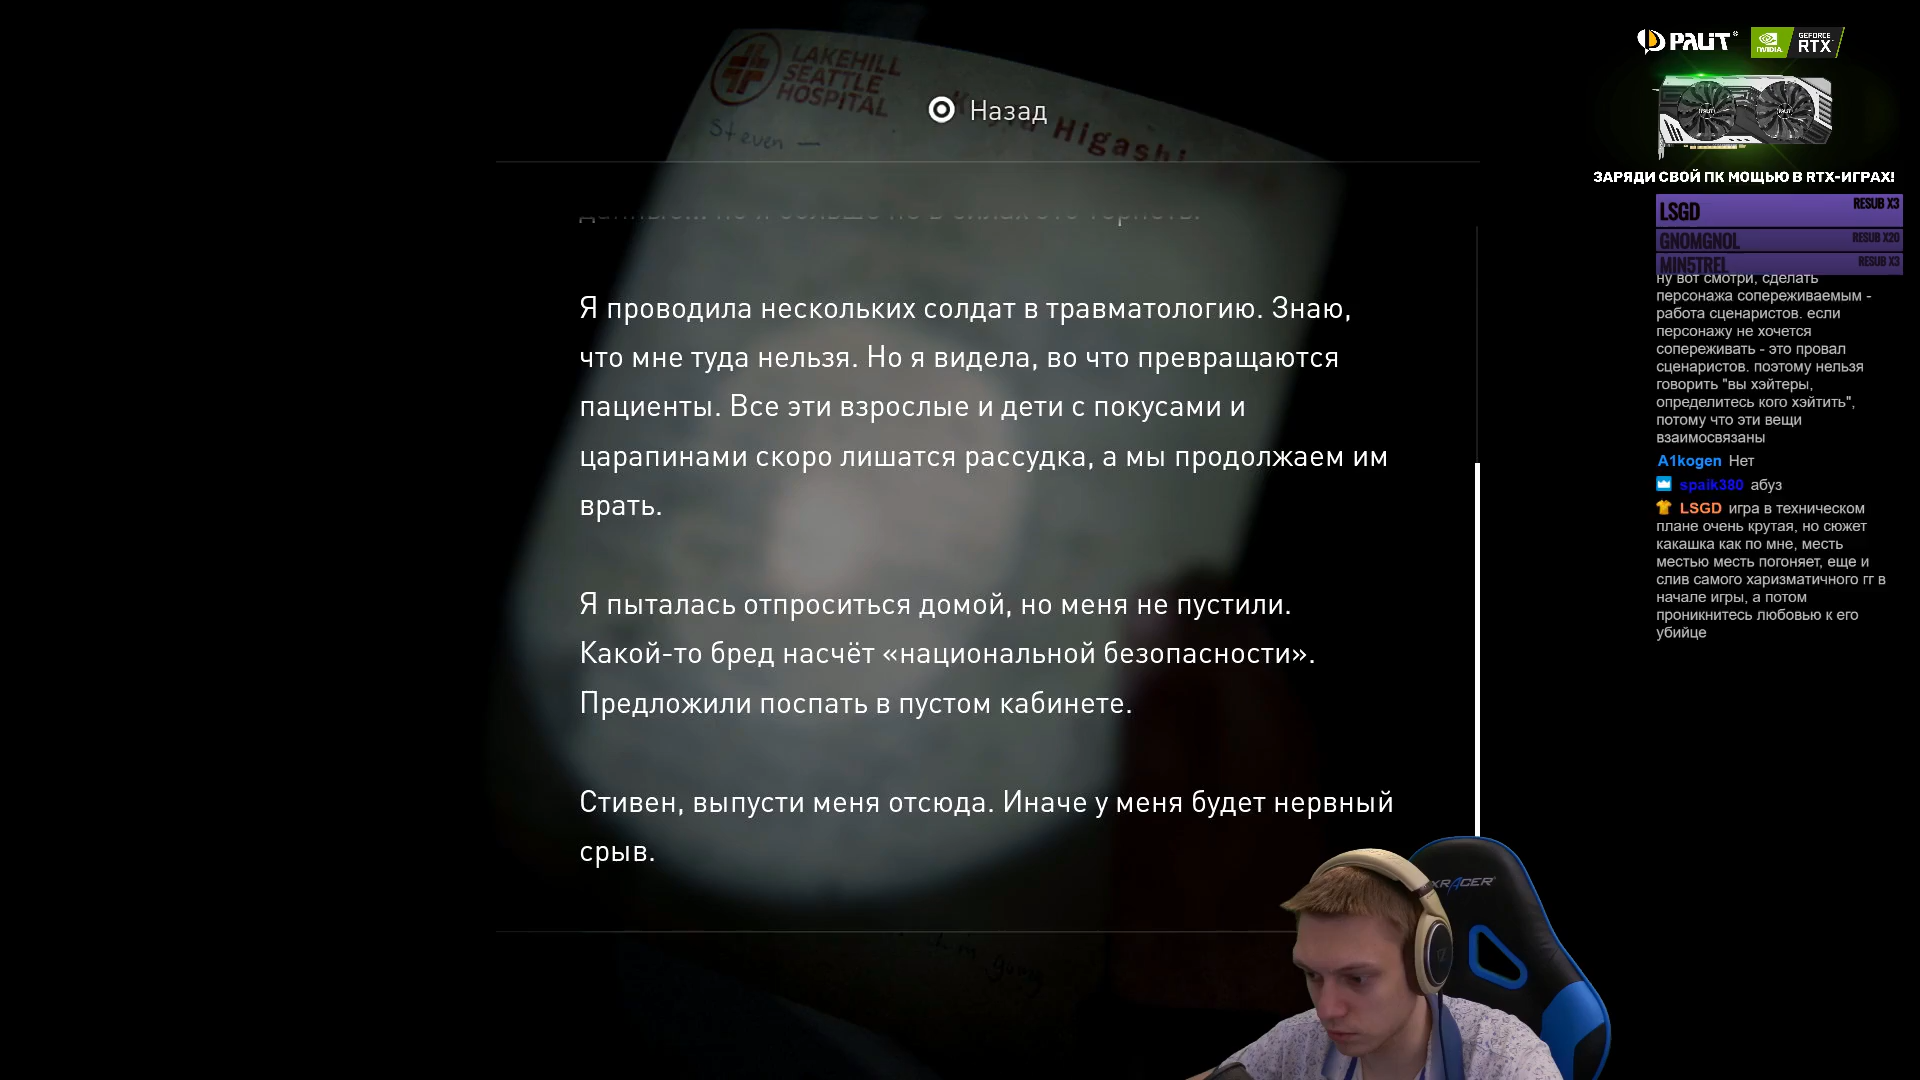 LAKEHILL
SEATTLE
HOSPITAL
Steven —
Higashi
Назад
Я проводила нескольких солдат в травматологию. Знаю,
что мне туда нельзя. Но я видела, во что превращаются
пациенты. Все эти взрослые и дети с покусами и
царапинами скоро лишатся рассудка, а мы продолжаем им
врать.
Я пыталась отпроситься домой, но меня не пустили.
Какой-то бред насчёт «национальной безопасности».
Предложили поспать в пустом кабинете.
Стивен, выпусти меня отсюда. Иначе у меня будет нервный
срыв.
PALIT
NVIDIA.
GEFORCE
RTX
ЗАРЯДИ СВОЙ ПК МОЩЬЮ В RTX-ИГРАХ!
LSGD RESUB X3
GNOMGNOL RESUB X20
MIN5TREL RESUB X3
ну вот смотри, сделать
персонажа сопереживаемым -
работа сценаристов. если
персонажу не хочется
сопереживать - это провал
сценаристов. поэтому нельзя
говорить "вы хэйтеры,
определитесь кого хэйтить",
потому что эти вещи
взаимосвязаны
A1kogen Нет
spaik380 абуз
LSGD игра в техническом
плане очень крутая, но сюжет
какашка как по мне, месть
местью месть погоняет, еще и
слив самого харизматичного гг в
начале игры, а потом
проникнитесь любовью к его
убийце
XRACER